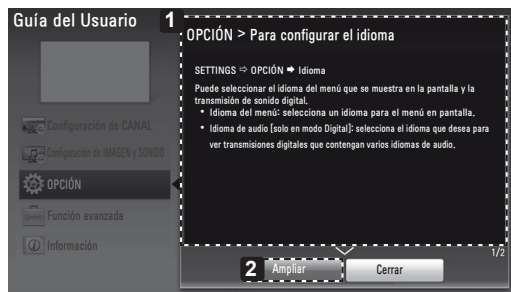 Guía del Usuario
1
OPCIÓN > Para configurar el idioma
SETTINGS ⇨ OPCIÓN ➡ Idioma
Puede seleccionar el idioma del menú que se muestra en la pantalla y la
transmisión de sonido digital.
• Idioma del menú: selecciona un idioma para el menú en pantalla.
• Idioma de audio [solo en modo Digital]: selecciona el idioma que desea para
ver transmisiones digitales que contengan varios idiomas de audio.
Configuración de CANAL
Configuración de IMAGEN y SONIDO
OPCIÓN
Función avanzada
Información
1/2
2
Ampliar
Cerrar